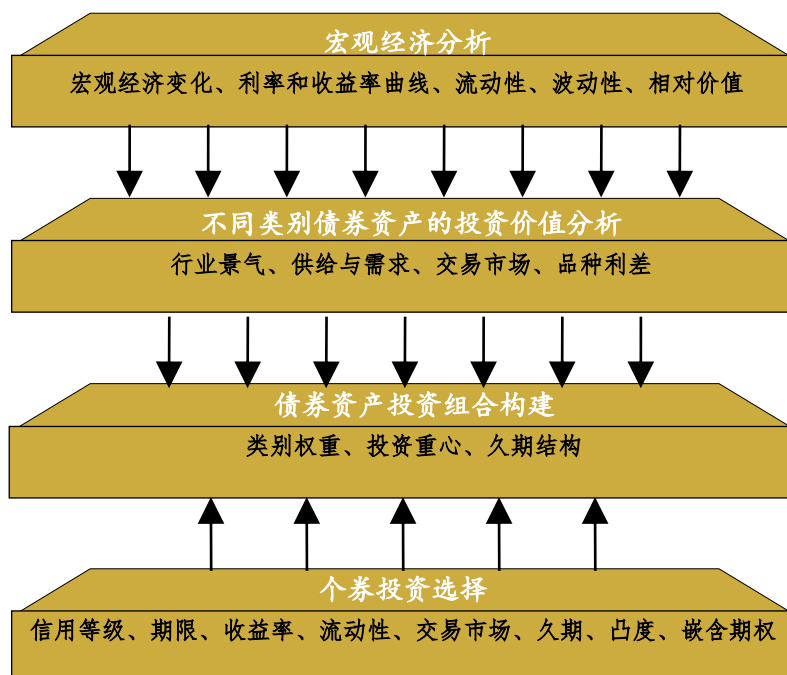 宏观经济分析
宏观经济变化、利率和收益率曲线、流动性、波动性、相对价值
不同类别债券资产的投资价值分析
行业景气、供给与需求、交易市场、品种利差
债券资产投资组合构建
类别权重、投资重心、久期结构
个券投资选择
信用等级、期限、收益率、流动性、交易市场、久期、凸度、嵌含期权